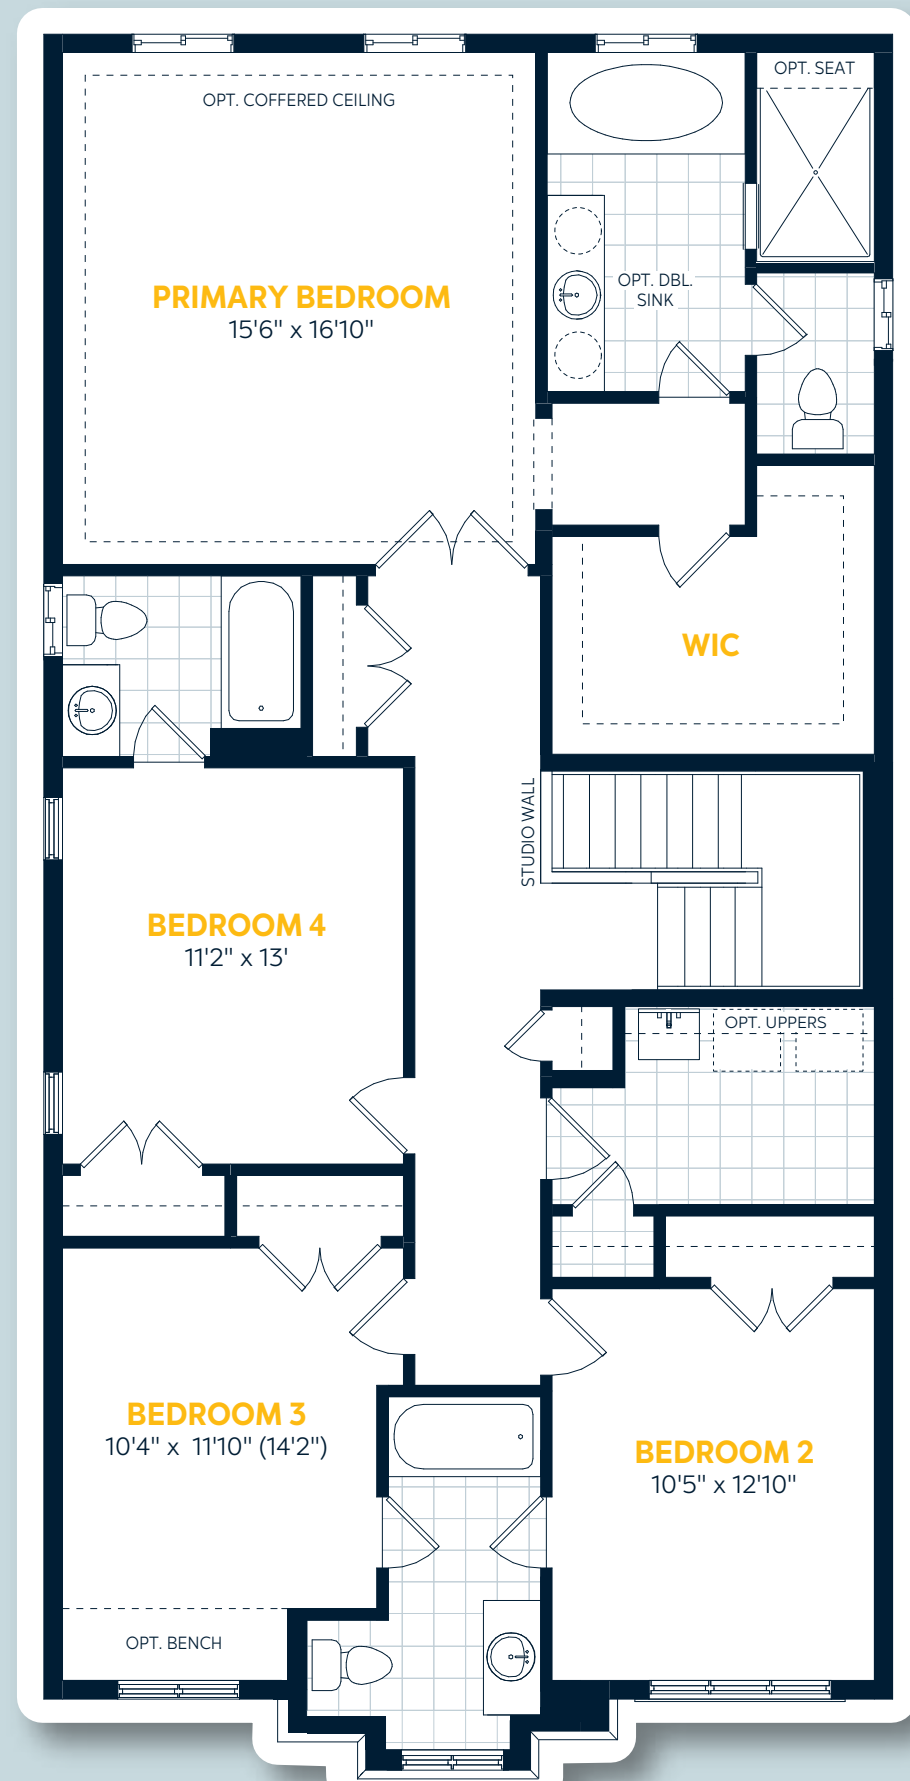 OPT. SEAT
OPT. COFFERED CEILING
OPT. DBL.
SINK
PRIMARY BEDROOM
15'6" x 16'10"
WIC
STUDIO WALL
BEDROOM 4
11'2" x 13'
OPT. UPPERS
BEDROOM 3
10'4" x 11'10" (14'2")
BEDROOM 2
10'5" x 12'10"
OPT. BENCH